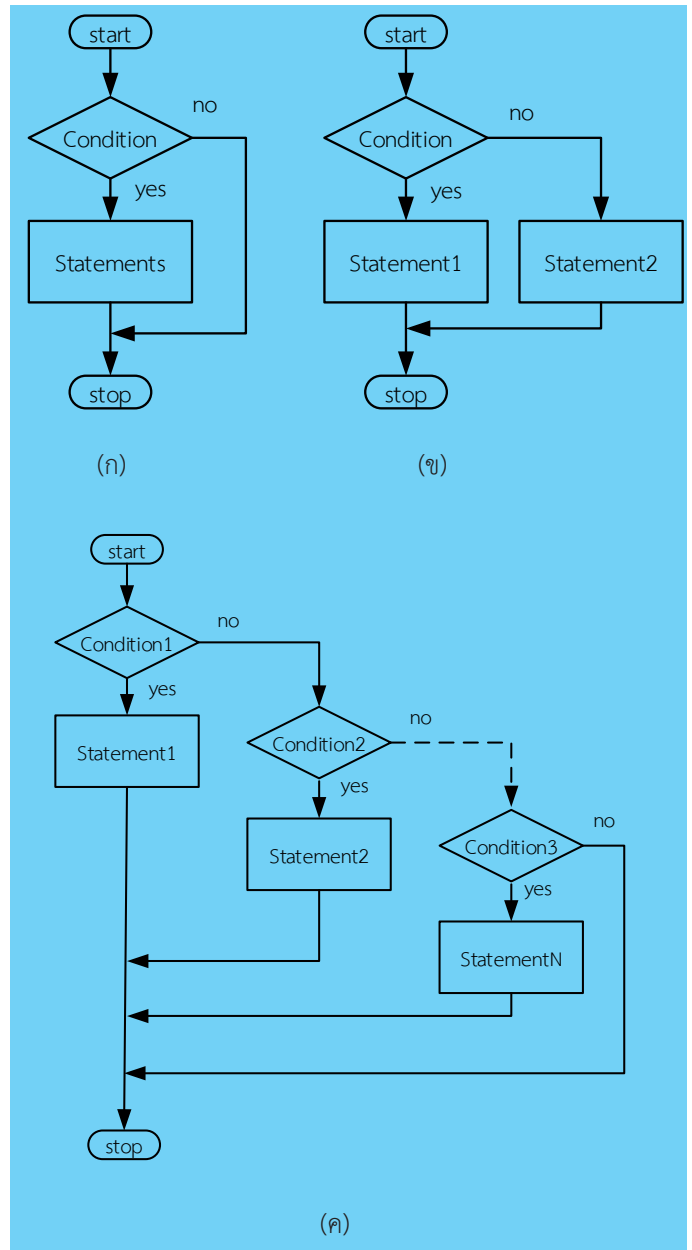 start
Condition
no
yes
Statements
stop
(ก)
start
Condition
no
yes
Statement1
Statement2
stop
(ข)
start
Condition1
no
yes
Statement1
Condition2
no
yes
Statement2
Condition3
no
yes
StatementN
stop
(ค)